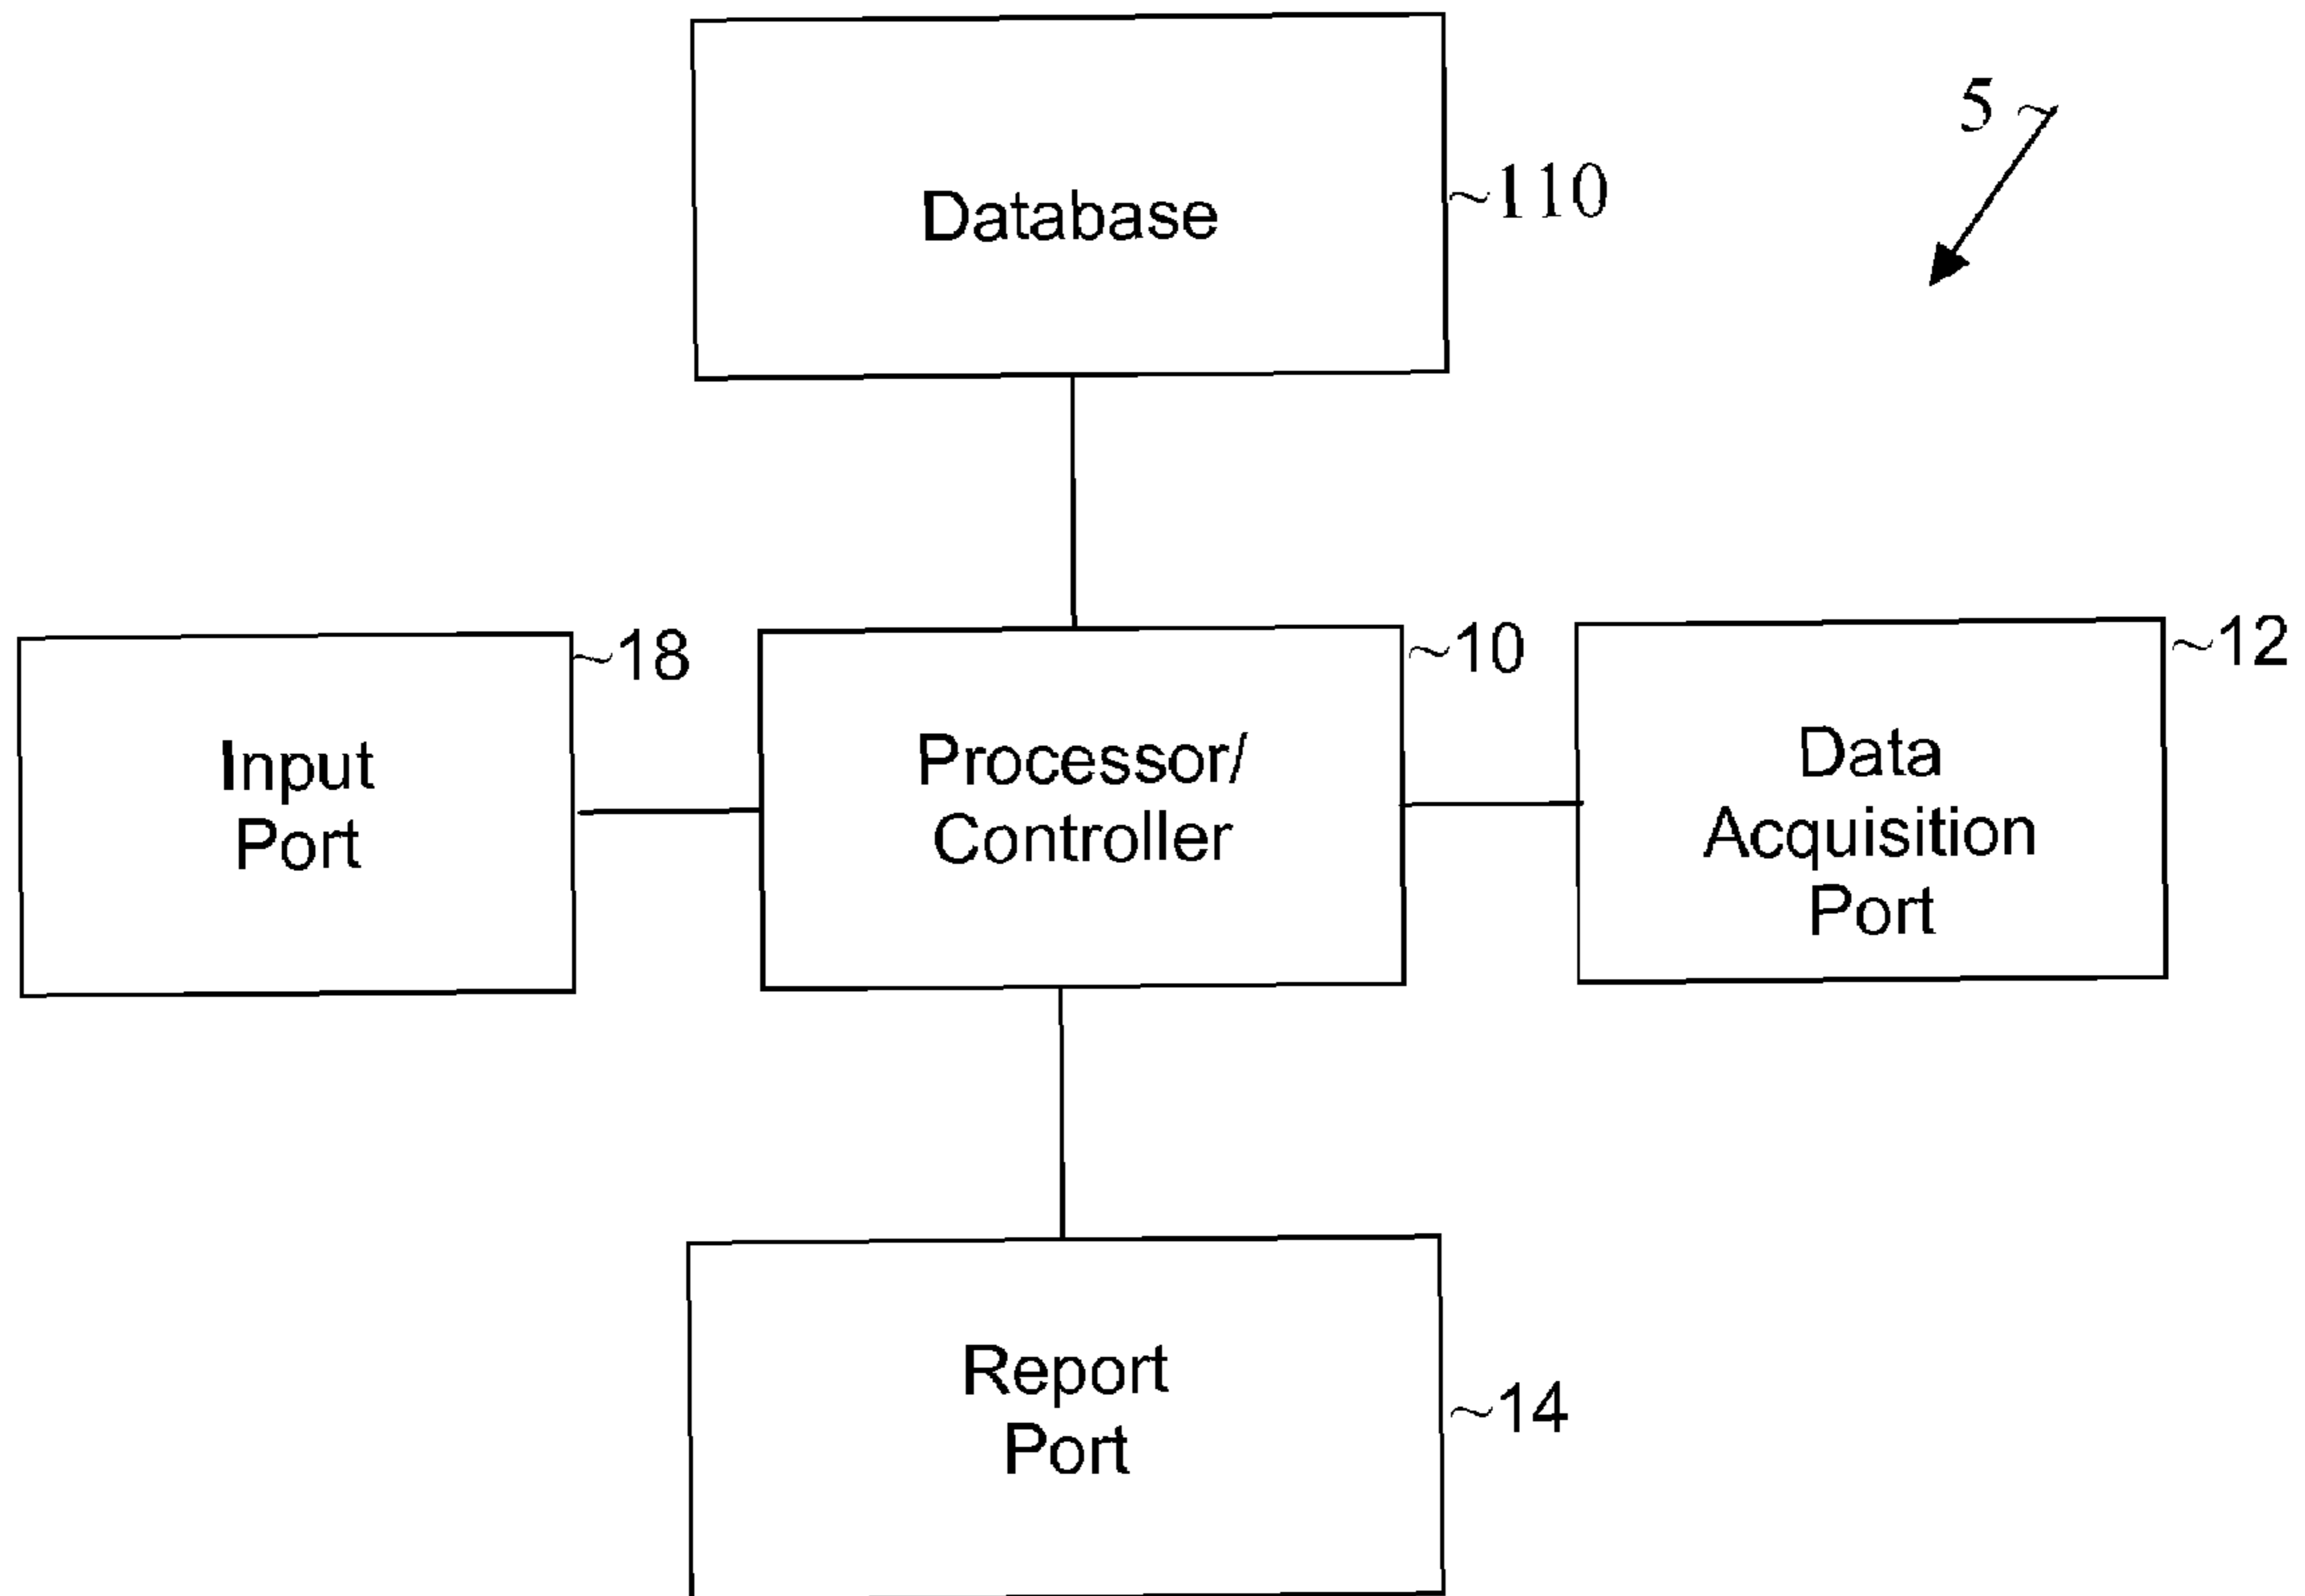 5
Database
~110
~18
~10
~12
Input
Port
Processor/
Controller
Data
Acquisition
Port
Report
Port
~14